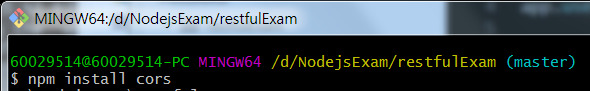 MINGW64:/d/NodejsExam/restfulExam
60029514@60029514-PC MINGW64 /d/NodejsExam/restfulExam (master)
$ npm install cors